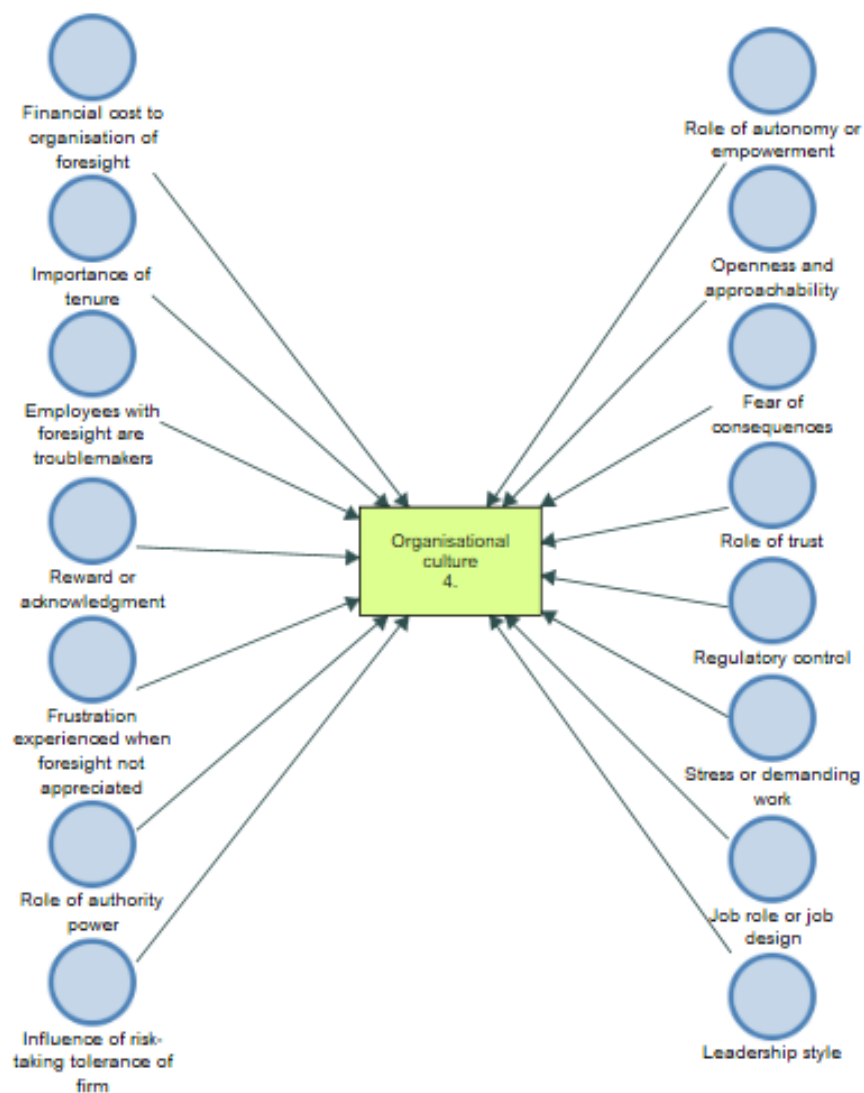 Financial cost to
organisation of
foresight
Importance of
tenure
Employees with
foresight are
troublemakers
Reward or
acknowledgment
Frustration
experienced when
foresight not
appreciated
Role of authority
power
Influence of risk-
taking tolerance of
firm
Organisational
culture
4.
Role of autonomy or
empowerment
Openness and
approachability
Fear of
consequences
Role of trust
Regulatory control
Stress or demanding
work
Job role or job
design
Leadership style